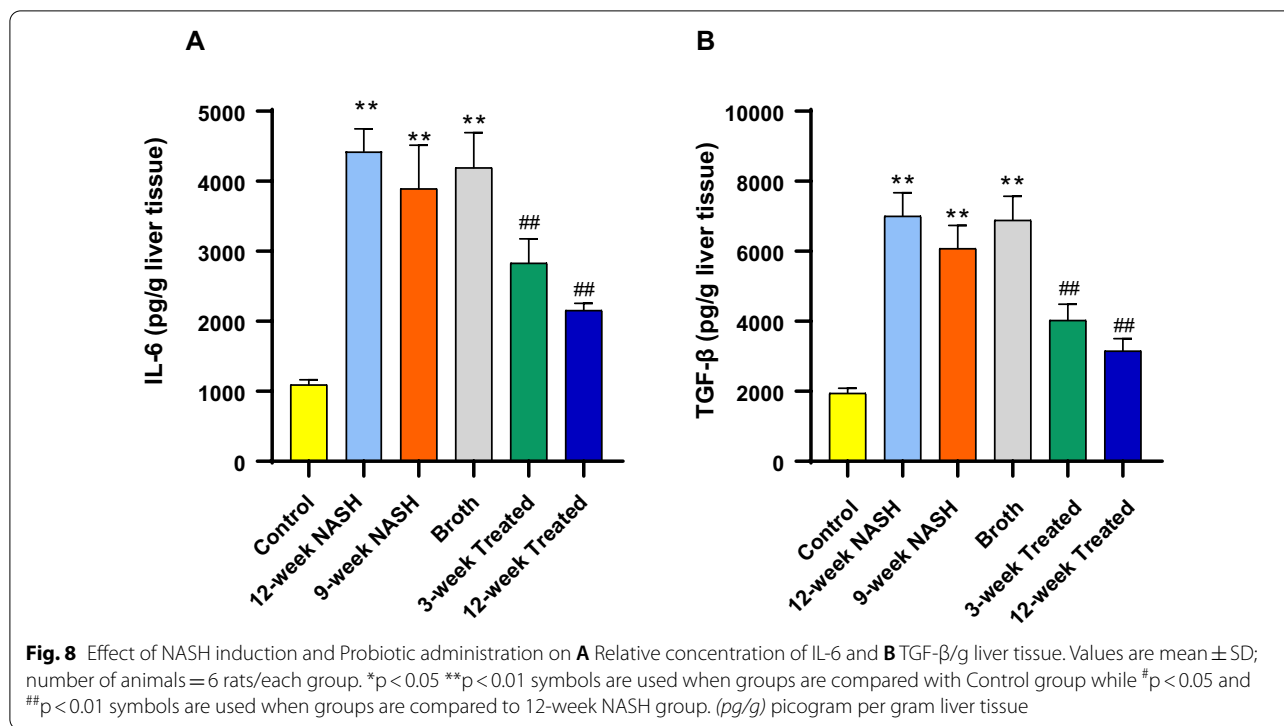 A
IL-6 (pg/g liver tissue)
5000
4000
3000
2000
1000
0
**
**
**
##
##
Control
12-week NASH
9-week NASH
Broth
3-week Treated
12-week Treated
B
TGF-β (pg/g liver tissue)
10000
8000
6000
4000
2000
0
**
**
**
##
##
Control
12-week NASH
9-week NASH
Broth
3-week Treated
12-week Treated
Fig. 8 Effect of NASH induction and Probiotic administration on A Relative concentration of IL-6 and B TGF-β/g liver tissue. Values are mean ± SD;
number of animals = 6 rats/each group. *p < 0.05 **p < 0.01 symbols are used when groups are compared with Control group while #p < 0.05 and
##p < 0.01 symbols are used when groups are compared to 12-week NASH group. (pg/g) picogram per gram liver tissue